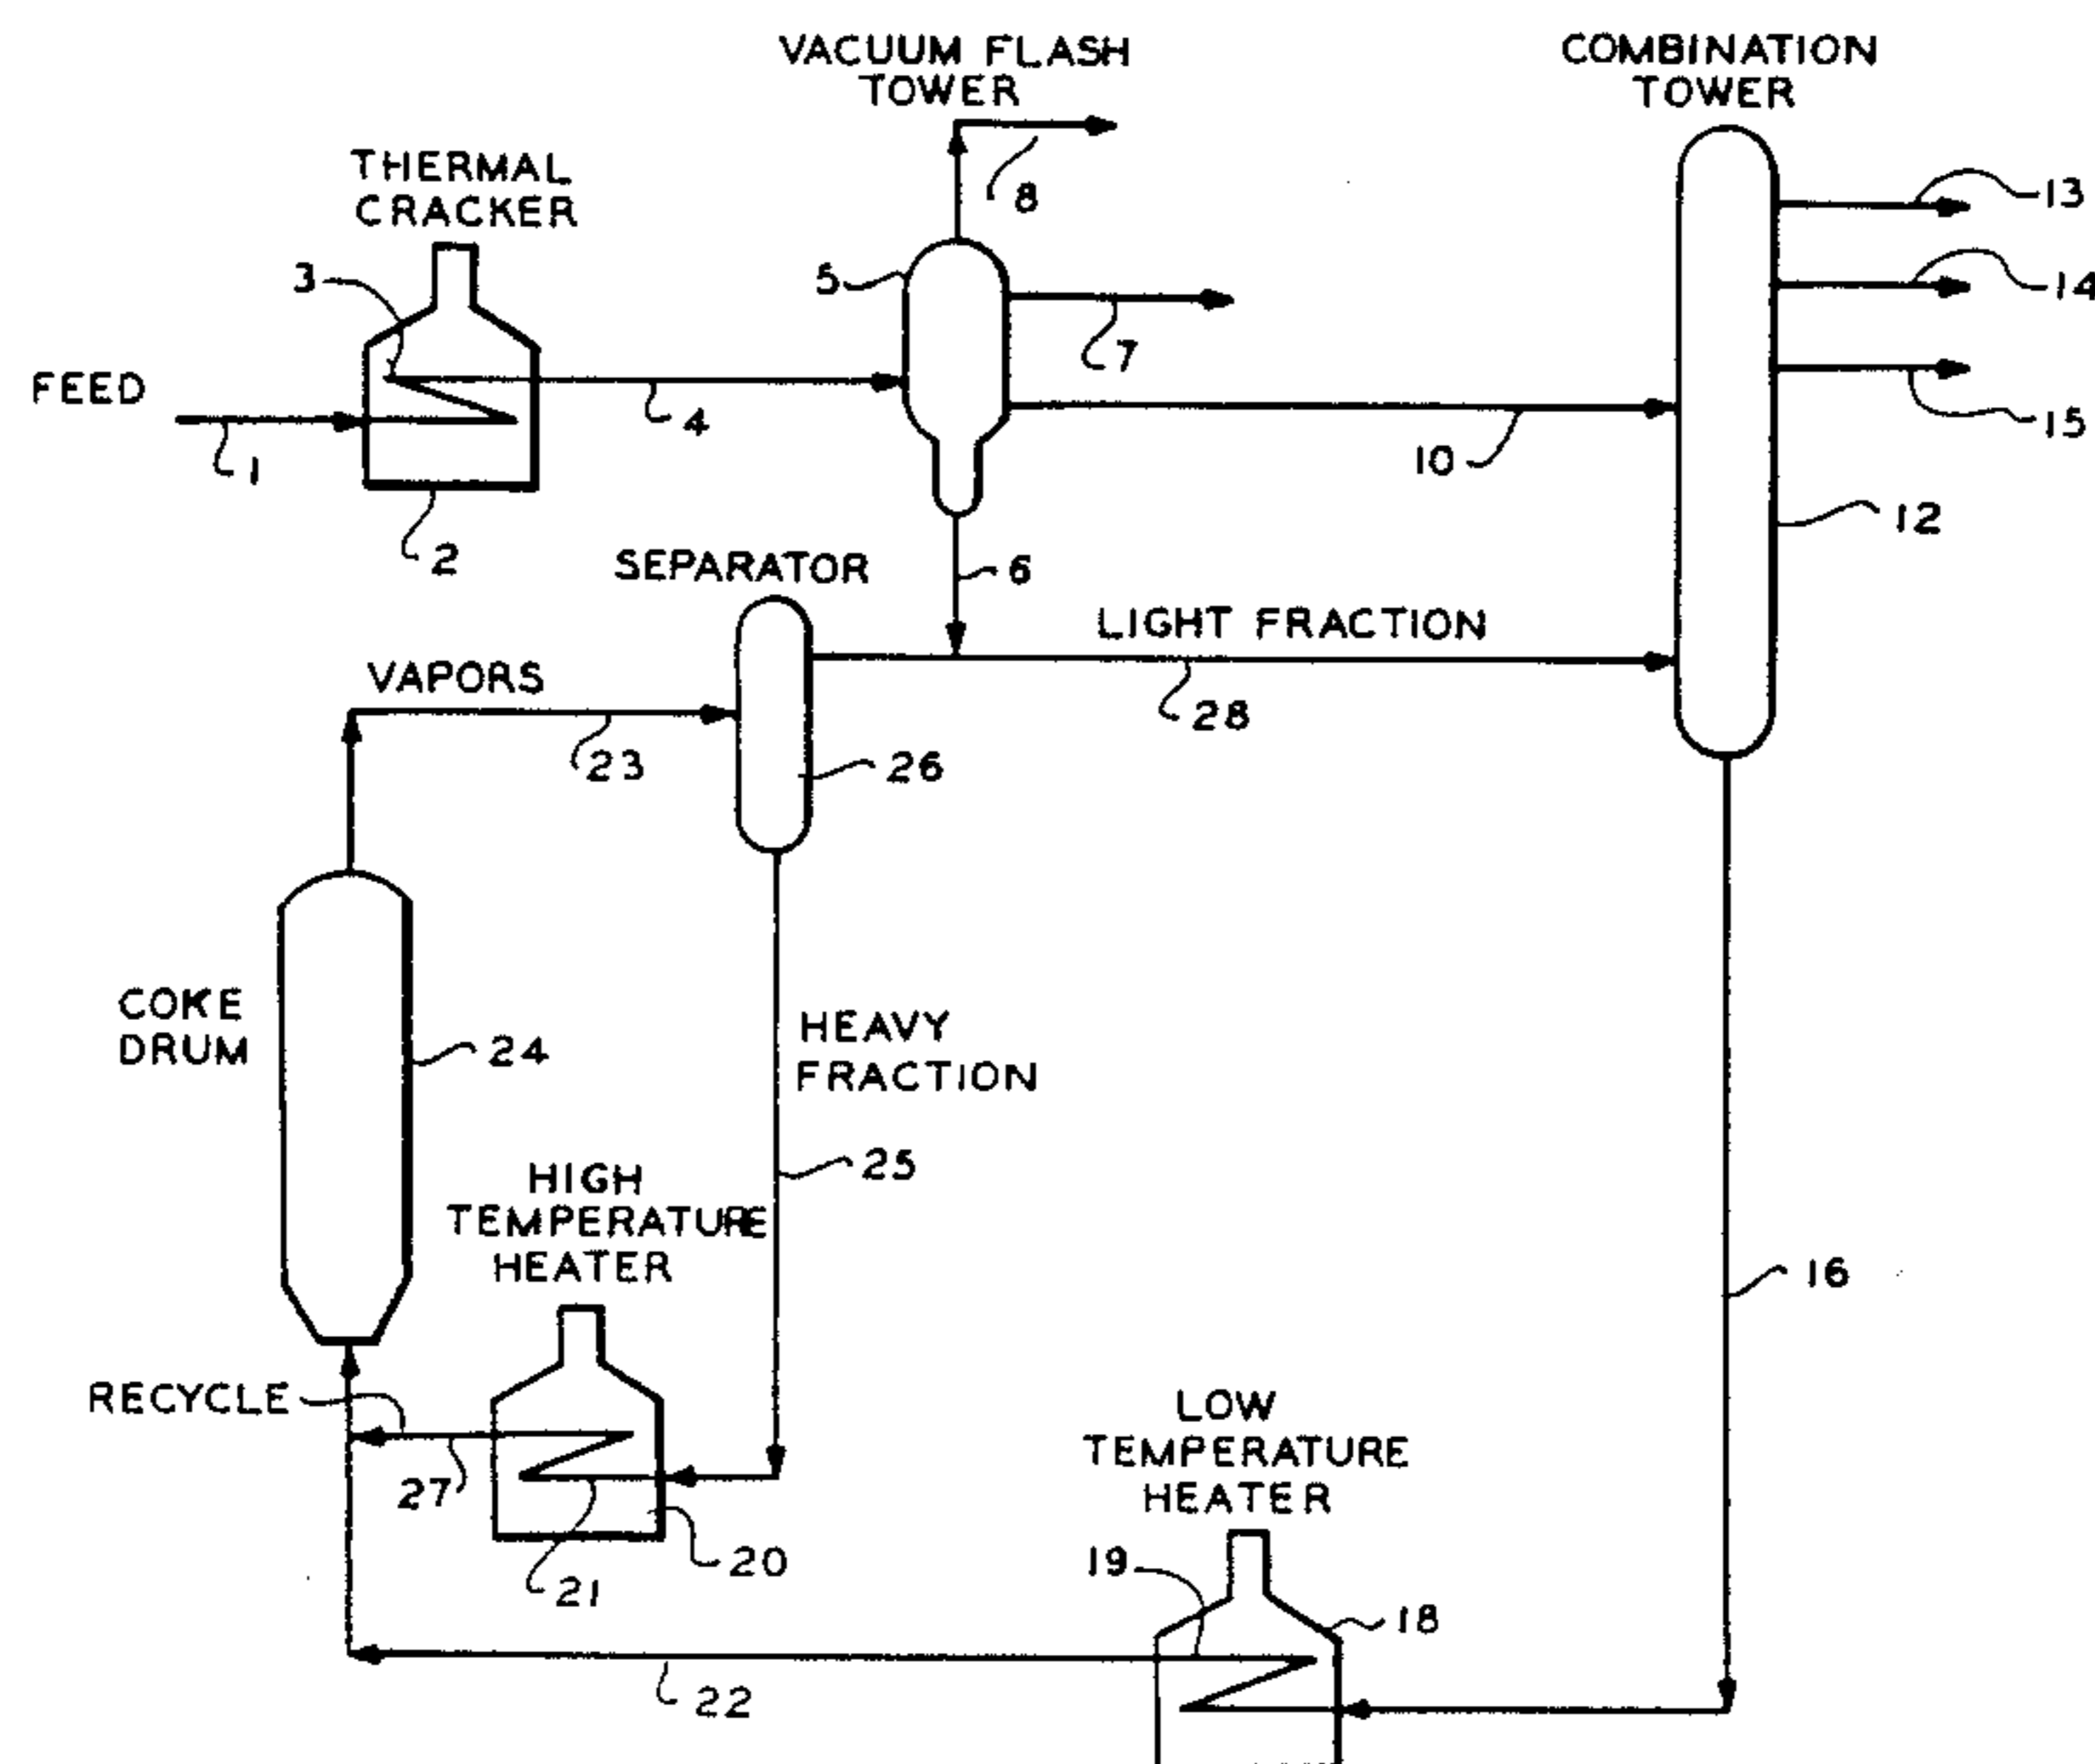 VACUUM FLASH
TOWER
COMBINATION
TOWER
THERMAL
CRACKER
8
13
3
5
14
7
FEED
4
15
1
10
12
2
SEPARATOR
6
LIGHT FRACTION
VAPORS
28
23
26
COKE
DRUM
24
HEAVY
FRACTION
25
HIGH
TEMPERATURE
HEATER
16
RECYCLE
LOW
TEMPERATURE
HEATER
27
20
21
19
18
22